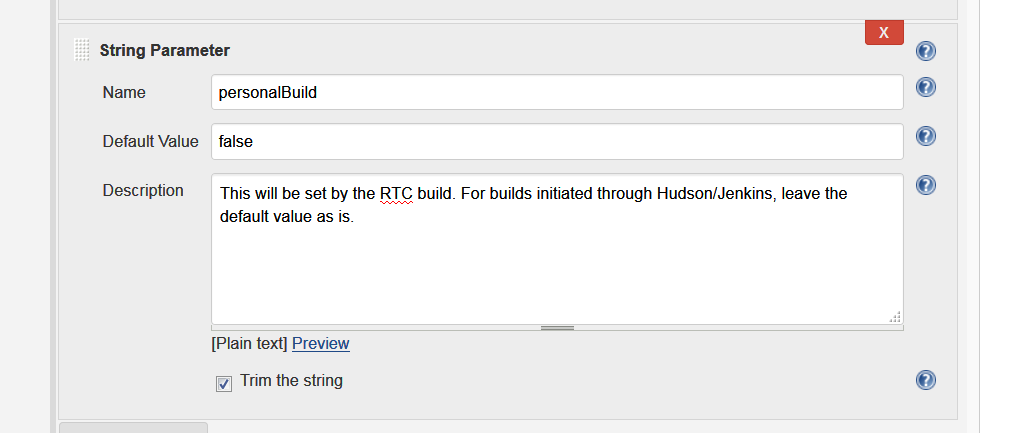 X
String Parameter
?
Name
personalBuild
?
Default Value
false
?
Description
This will be set by the RTC build. For builds initiated through Hudson/Jenkins, leave the
default value as is.
?
[Plain text] Preview
Trim the string
?